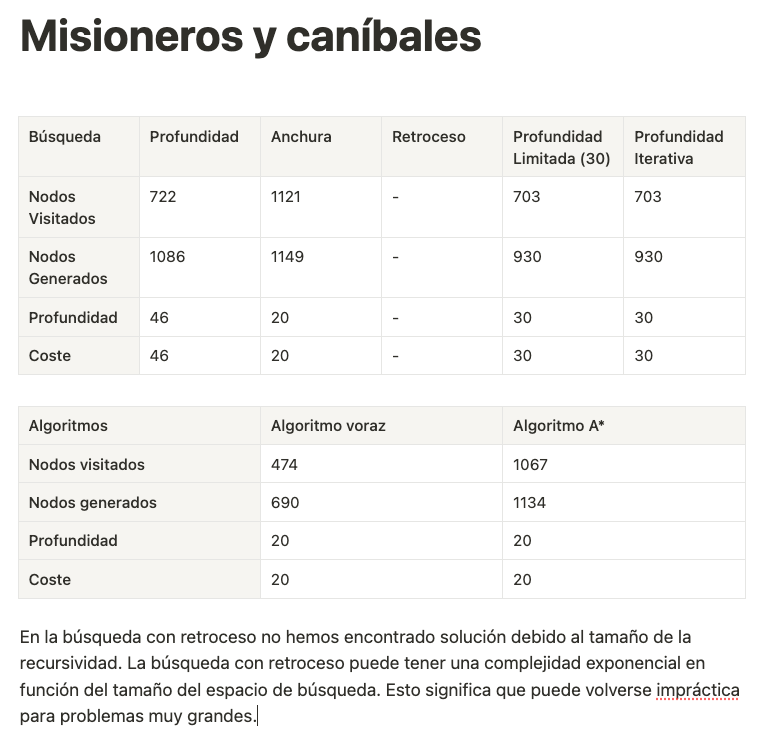 Misioneros y caníbales
Búsqueda Profundidad Anchura Retroceso Profundidad Limitada (30) Profundidad Iterativa
Nodos Visitados 722 1121 - 703 703
Nodos Generados 1086 1149 - 930 930
Profundidad 46 20 - 30 30
Coste 46 20 - 30 30
Algoritmos Algoritmo voraz Algoritmo A*
Nodos visitados 474 1067
Nodos generados 690 1134
Profundidad 20 20
Coste 20 20
En la búsqueda con retroceso no hemos encontrado solución debido al tamaño de la
recursividad. La búsqueda con retroceso puede tener una complejidad exponencial en
función del tamaño del espacio de búsqueda. Esto significa que puede volverse impráctica
para problemas muy grandes.